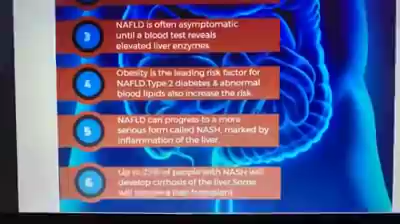 3
NAFLD is often asymptomatic
until a blood test reveals
elevated liver enzymes.
4
Obesity is the leading risk factor for
NAFLD.Type 2 diabetes & abnormal
blood lipids also increase the risk.
5
NAFLD can progress to a more
serious form called NASH, marked by
inflammation of the liver.
6
Up to of people with NASH will
develop cirrhosis of the liver. Some
will require a liver transplant.